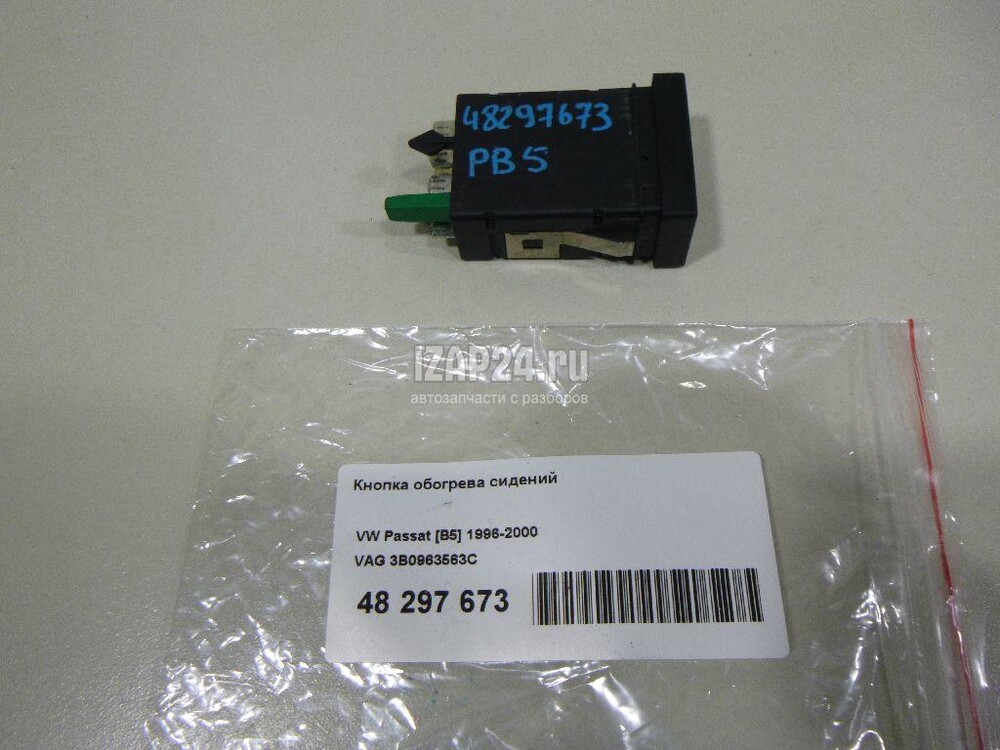 48297673
PB5
IZAP24.ru
автозапчасти с разборов
Кнопка обогрева сидений
VW Passat [B5] 1996-2000
VAG 3B0963563C
48 297 673